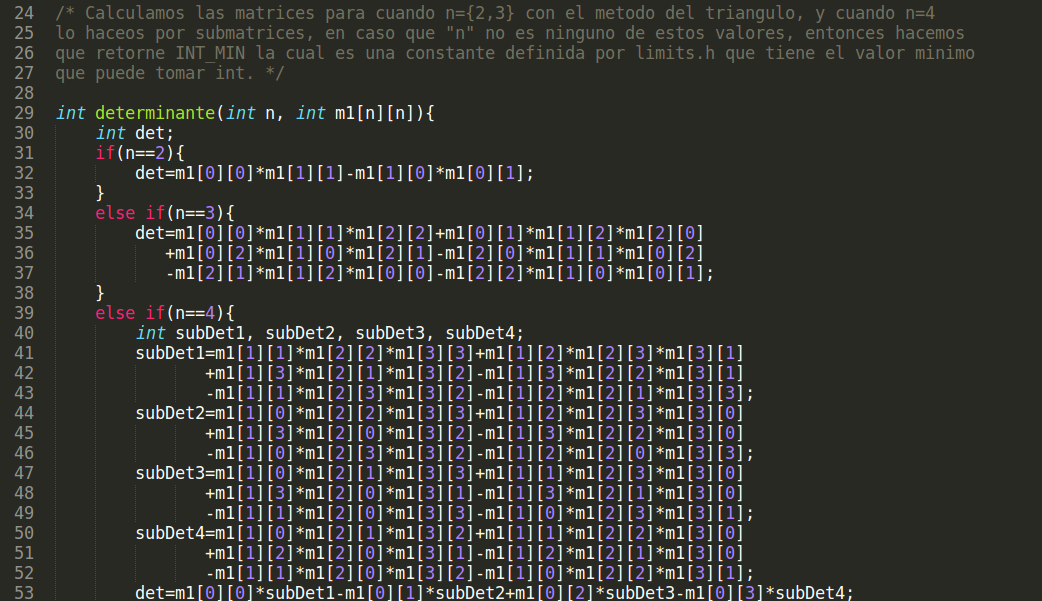 24 /* Calculamos las matrices para cuando n={2,3} con el metodo del triangulo, y cuando n=4
25 lo haceos por submatrices, en caso que "n" no es ninguno de estos valores, entonces hacemos
26 que retorne INT_MIN la cual es una constante definida por limits.h que tiene el valor minimo
27 que puede tomar int. */
28
29 int determinante(int n, int m1[n][n]){
30     int det;
31     if(n==2){
32         det=m1[0][0]*m1[1][1]-m1[1][0]*m1[0][1];
33     }
34     else if(n==3){
35         det=m1[0][0]*m1[1][1]*m1[2][2]+m1[0][1]*m1[1][2]*m1[2][0]
36            +m1[0][2]*m1[1][0]*m1[2][1]-m1[2][0]*m1[1][1]*m1[0][2]
37            -m1[2][1]*m1[1][2]*m1[0][0]-m1[2][2]*m1[1][0]*m1[0][1];
38     }
39     else if(n==4){
40         int subDet1, subDet2, subDet3, subDet4;
41         subDet1=m1[1][1]*m1[2][2]*m1[3][3]+m1[1][2]*m1[2][3]*m1[3][1]
42                +m1[1][3]*m1[2][1]*m1[3][2]-m1[1][3]*m1[2][2]*m1[3][1]
43                -m1[1][1]*m1[2][3]*m1[3][2]-m1[1][2]*m1[2][1]*m1[3][3];
44         subDet2=m1[1][0]*m1[2][2]*m1[3][3]+m1[1][2]*m1[2][3]*m1[3][0]
45                +m1[1][3]*m1[2][0]*m1[3][2]-m1[1][3]*m1[2][2]*m1[3][0]
46                -m1[1][0]*m1[2][3]*m1[3][2]-m1[1][2]*m1[2][0]*m1[3][3];
47         subDet3=m1[1][0]*m1[2][1]*m1[3][3]+m1[1][1]*m1[2][3]*m1[3][0]
48                +m1[1][3]*m1[2][0]*m1[3][1]-m1[1][3]*m1[2][1]*m1[3][0]
49                -m1[1][1]*m1[2][0]*m1[3][3]-m1[1][0]*m1[2][3]*m1[3][1];
50         subDet4=m1[1][0]*m1[2][1]*m1[3][2]+m1[1][1]*m1[2][2]*m1[3][0]
51                +m1[1][2]*m1[2][0]*m1[3][1]-m1[1][2]*m1[2][1]*m1[3][0]
52                -m1[1][1]*m1[2][0]*m1[3][2]-m1[1][0]*m1[2][2]*m1[3][1];
53         det=m1[0][0]*subDet1-m1[0][1]*subDet2+m1[0][2]*subDet3-m1[0][3]*subDet4;